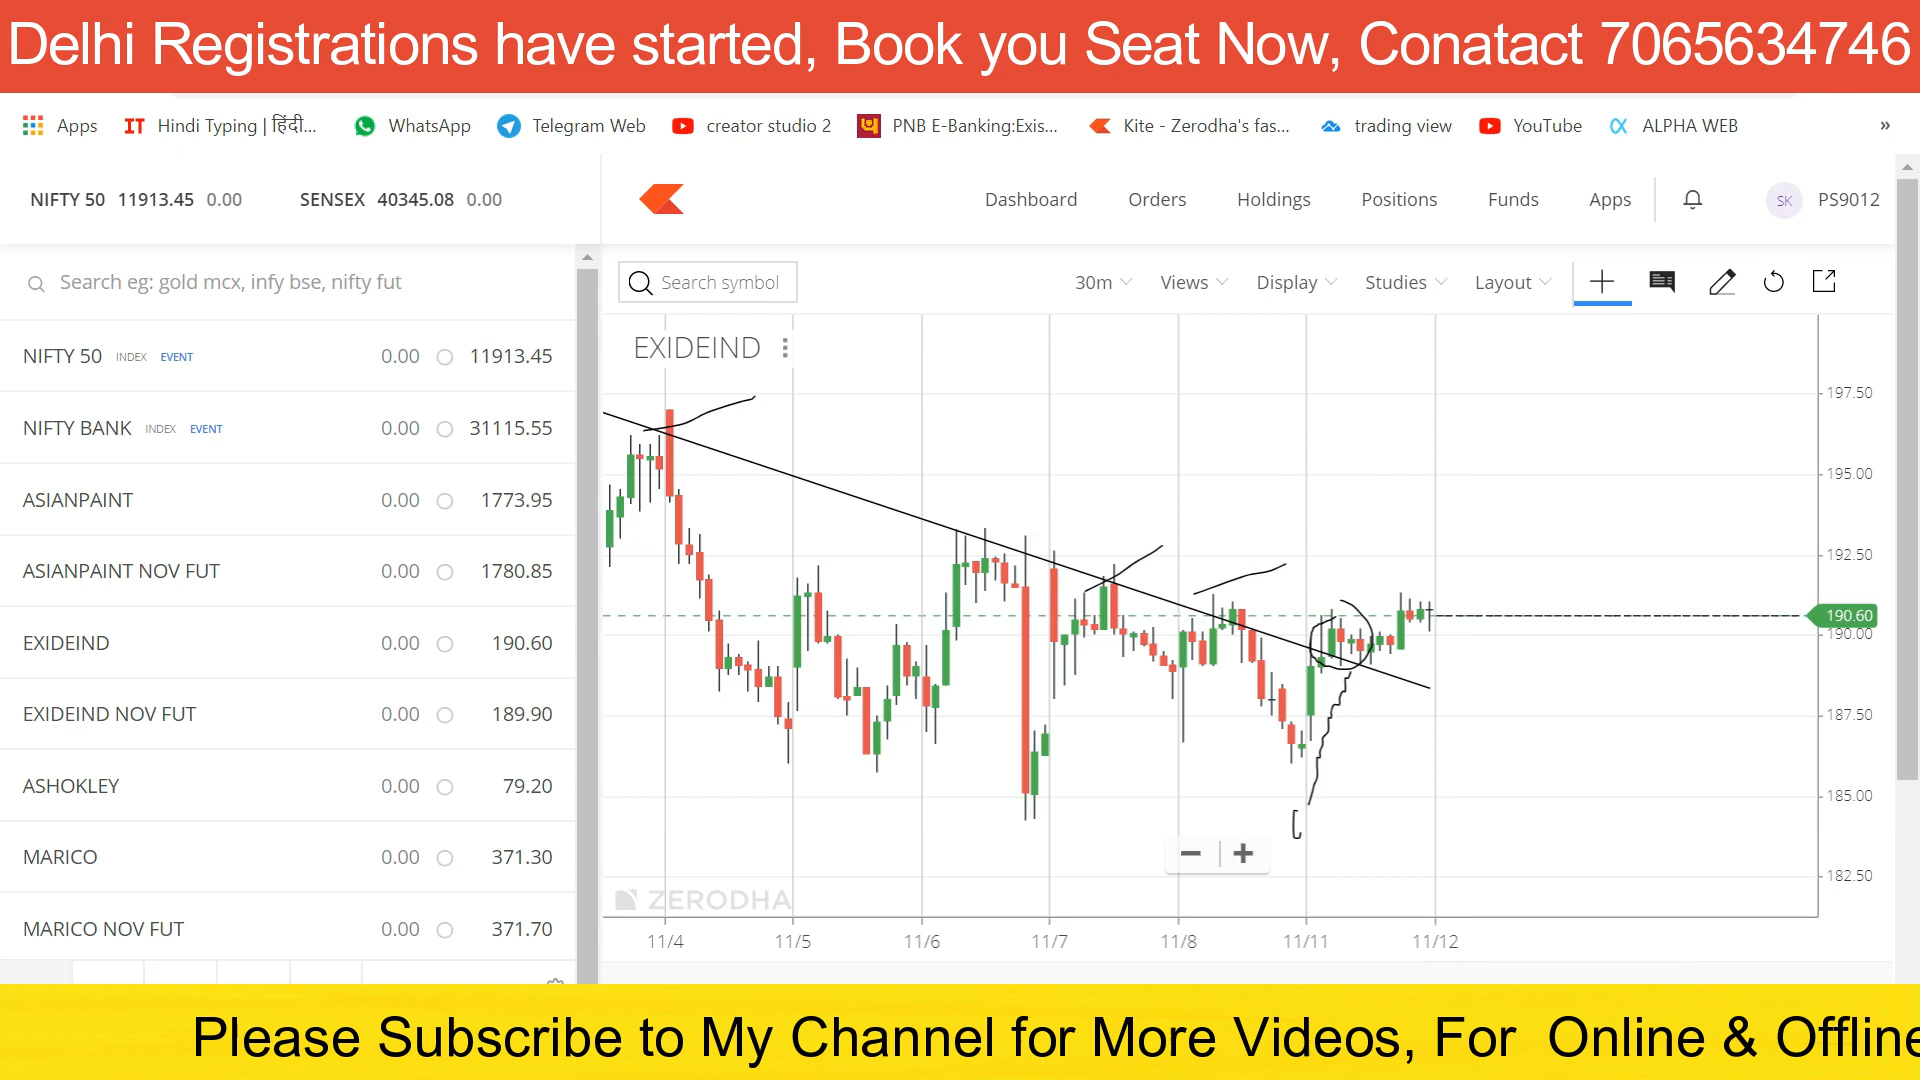 Delhi Registrations have started, Book you Seat Now, Conatact 7065634746
Apps IT Hindi Typing | हिंदी... WhatsApp Telegram Web creator studio 2 PNB E-Banking:Exis... Kite - Zerodha's fas... trading view YouTube ALPHA WEB »
NIFTY 50 11913.45 0.00 SENSEX 40345.08 0.00
Dashboard Orders Holdings Positions Funds Apps SK PS9012
Search eg: gold mcx, infy bse, nifty fut
Search symbol 30m Views Display Studies Layout
NIFTY 50 INDEX EVENT 0.00 11913.45
NIFTY BANK INDEX EVENT 0.00 31115.55
ASIANPAINT 0.00 1773.95
ASIANPAINT NOV FUT 0.00 1780.85
EXIDEIND 0.00 190.60
EXIDEIND NOV FUT 0.00 189.90
ASHOKLEY 0.00 79.20
MARICO 0.00 371.30
MARICO NOV FUT 0.00 371.70
EXIDEIND
197.50
195.00
192.50
190.60
190.00
187.50
185.00
182.50
ZERODHA
11/4 11/5 11/6 11/7 11/8 11/11 11/12
Please Subscribe to My Channel for More Videos, For Online & Offline